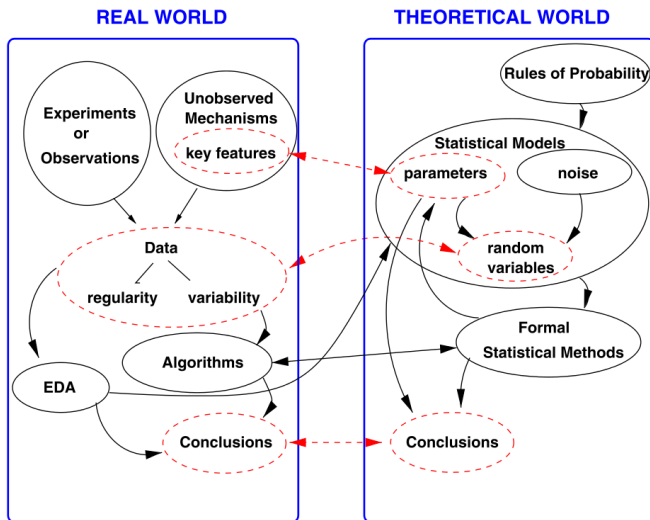 REAL WORLD
THEORETICAL WORLD
Experiments
or
Observations
Unobserved
Mechanisms
key features
Rules of Probability
Statistical Models
parameters
noise
random
variables
Data
regularity
variability
Algorithms
Formal
Statistical Methods
EDA
Conclusions
Conclusions